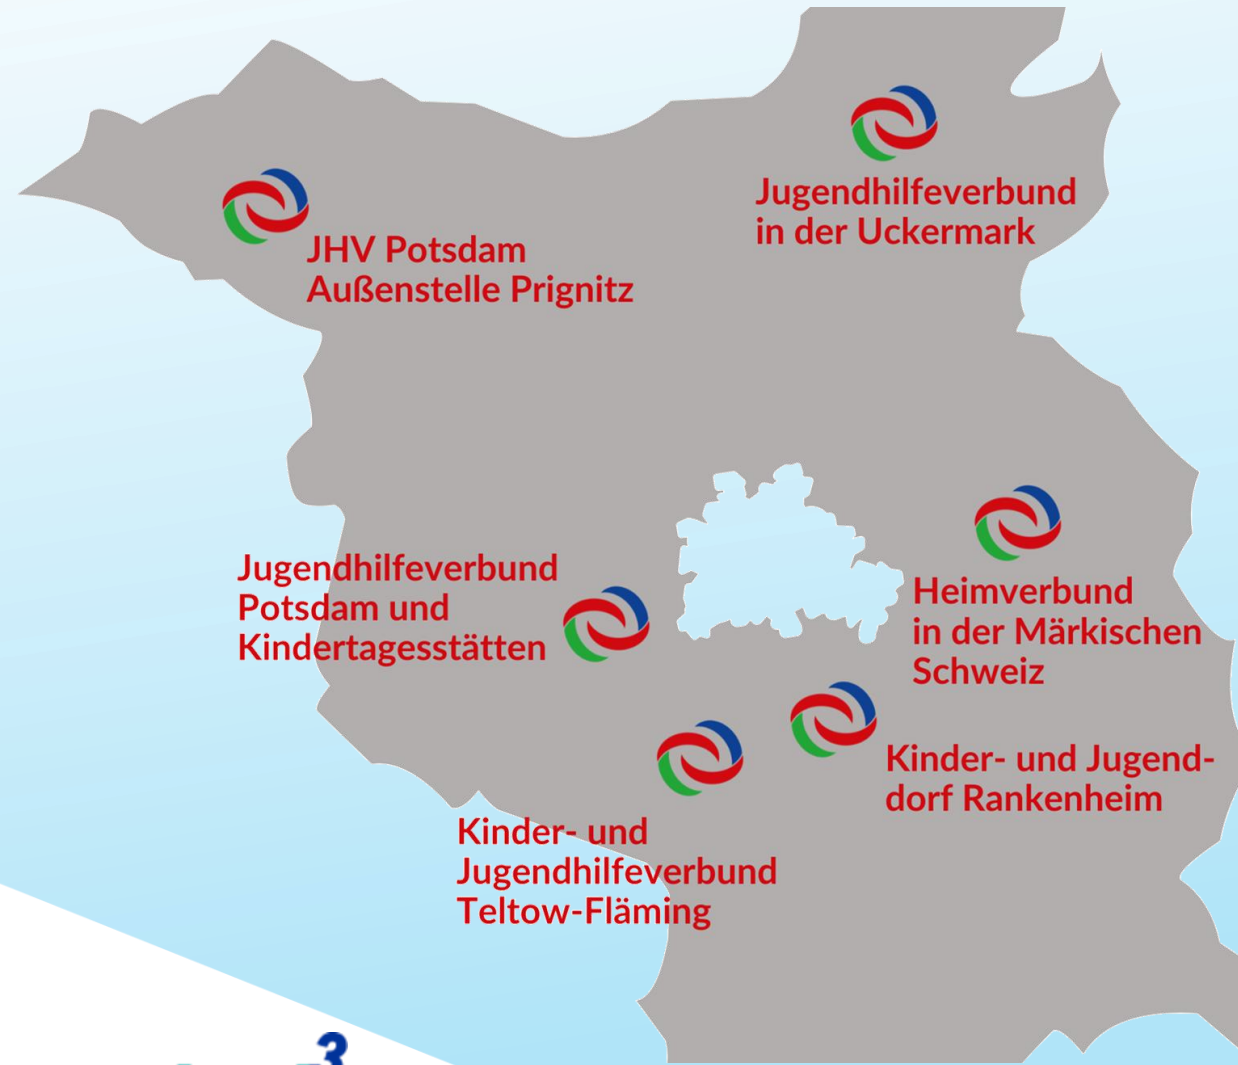 Jugendhilfeverbund
in der Uckermark
JHV Potsdam
Außenstelle Prignitz
Jugendhilfeverbund
Potsdam und
Kindertagesstätten
Heimverbund
in der Märkischen
Schweiz
Kinder- und Jugend-
dorf Rankenheim
Kinder- und
Jugendhilfeverbund
Teltow-Fläming
3